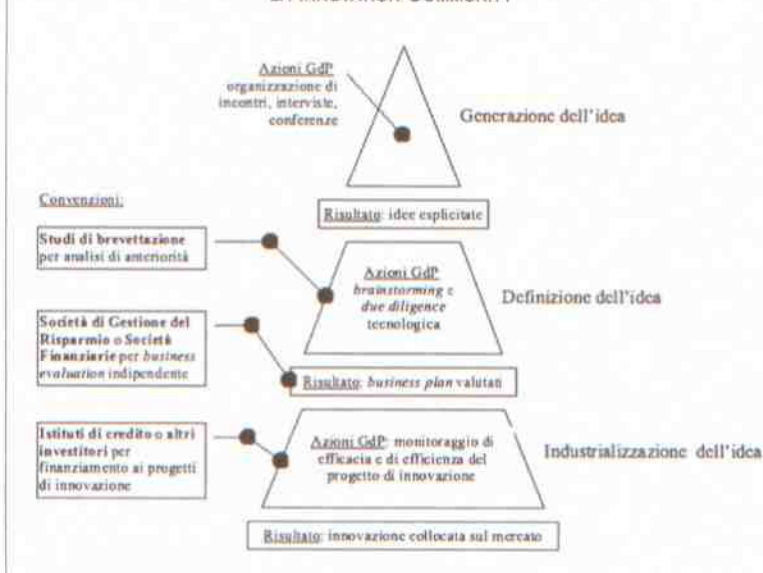 Azioni GdP
organizzazione di
incontri, interviste,
conferenze
Generazione dell'idea
Risultato: idee esplicitate
Convenzioni:
Studi di brevettazione
per analisi di anteriorità
Azioni GdP
brainstorming e
due diligence
tecnologica
Definizione dell'idea
Società di Gestione del
Risparmio o Società
Finanziarie per business
evaluation indipendente
Risultato: business plan valutati
Istituti di credito o altri
investitori per
finanziamento ai progetti
di innovazione
Azioni GdP: monitoraggio di
efficacia e di efficienza del
progetto di innovazione
Industrializzazione dell'idea
Risultato: innovazione collocata sul mercato